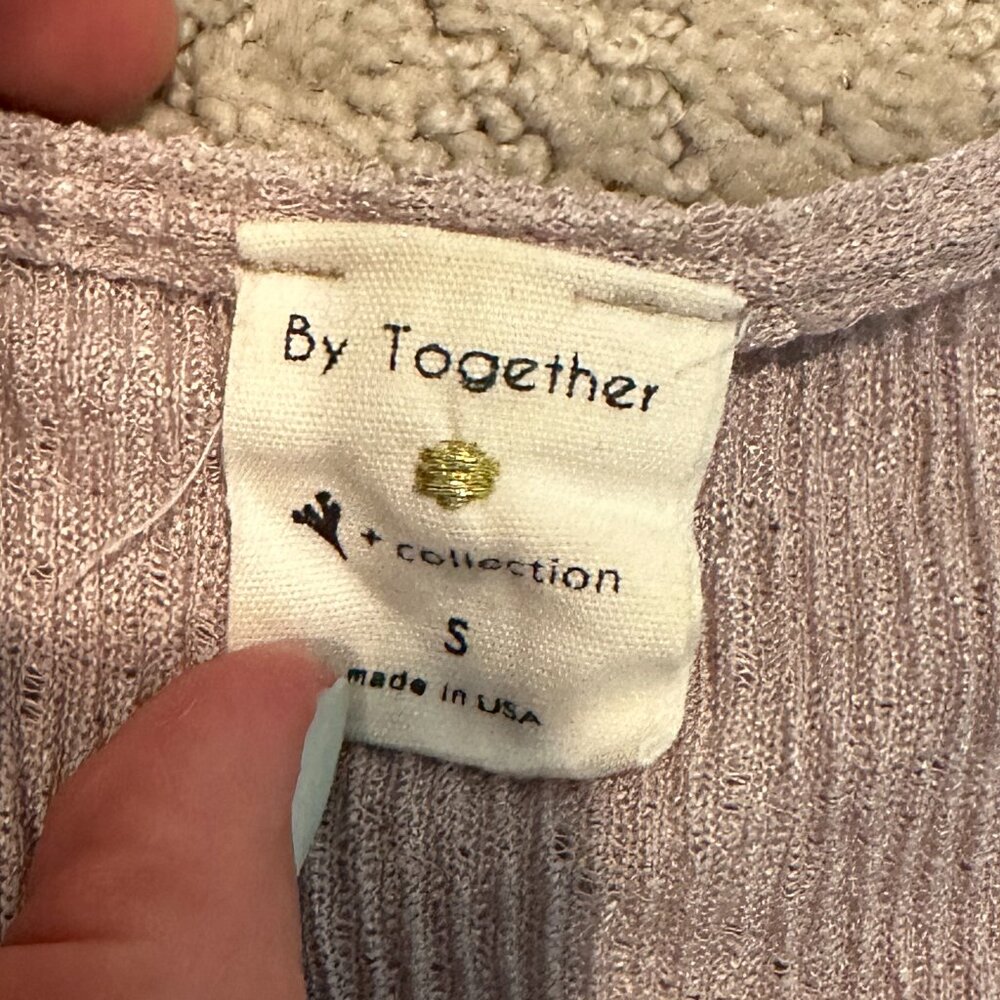 By Together
+ collection
S
made in USA